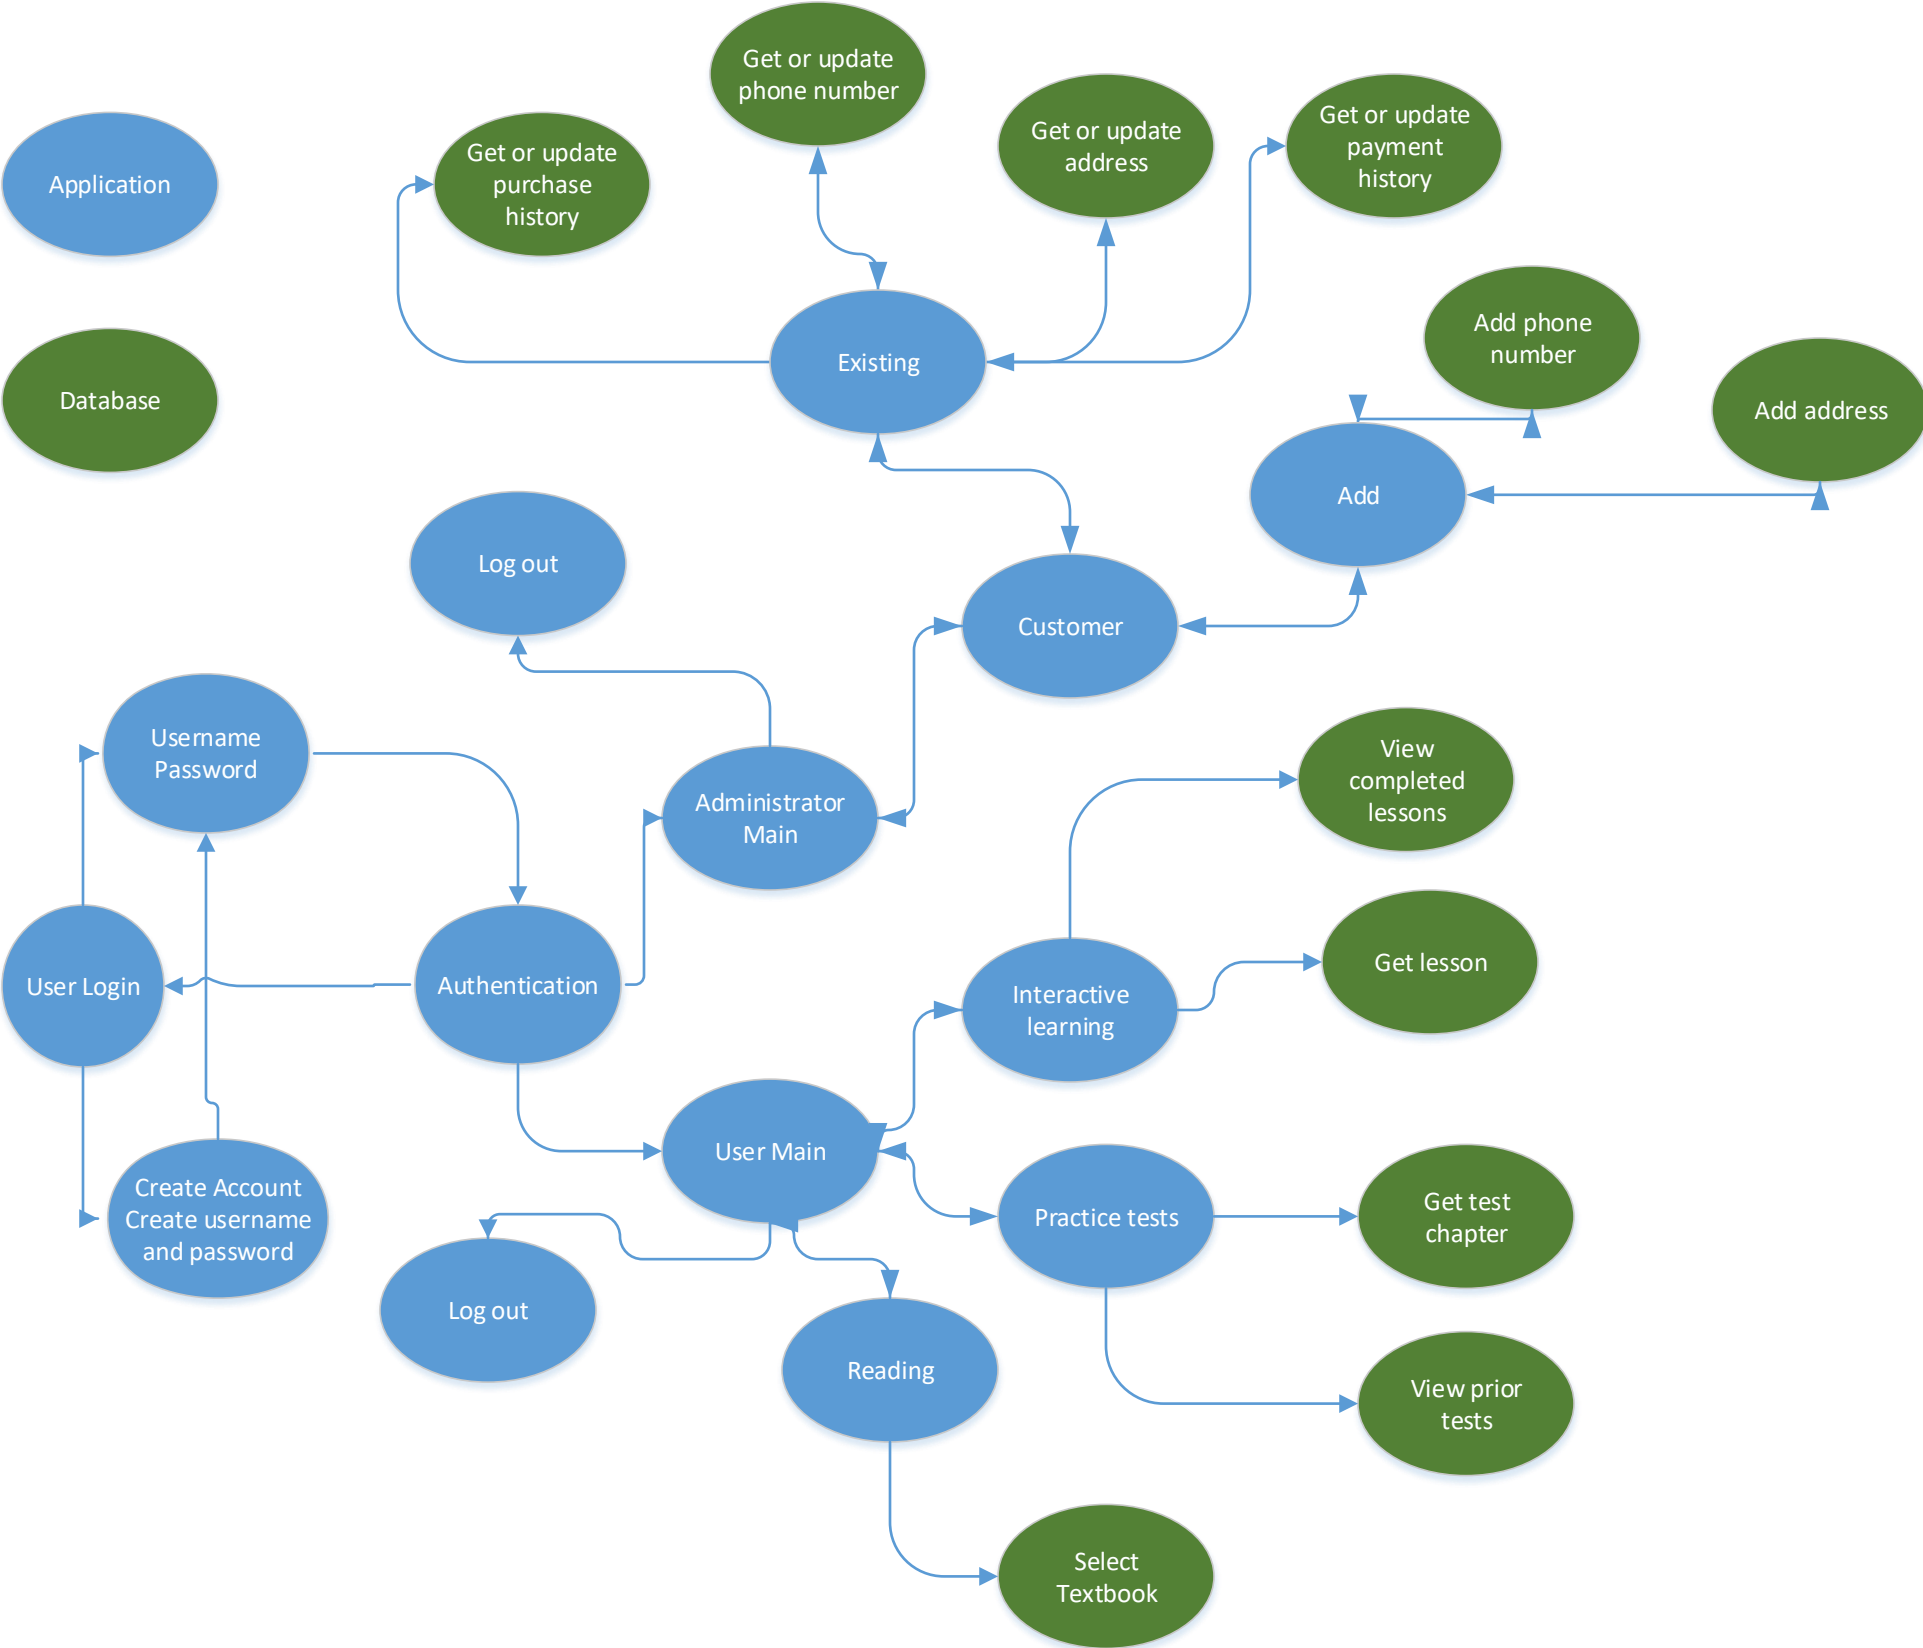 Get or update
phone number
Get or update
address
Get or update
payment
history
Get or update
purchase
history
Application
Existing
Add phone
number
Add address
Database
Add
Log out
Customer
Username
Password
Administrator
Main
View
completed
lessons
User Login
Authentication
Interactive
learning
Get lesson
User Main
Create Account
Create username
and password
Practice tests
Get test
chapter
Log out
Reading
View prior
tests
Select
Textbook